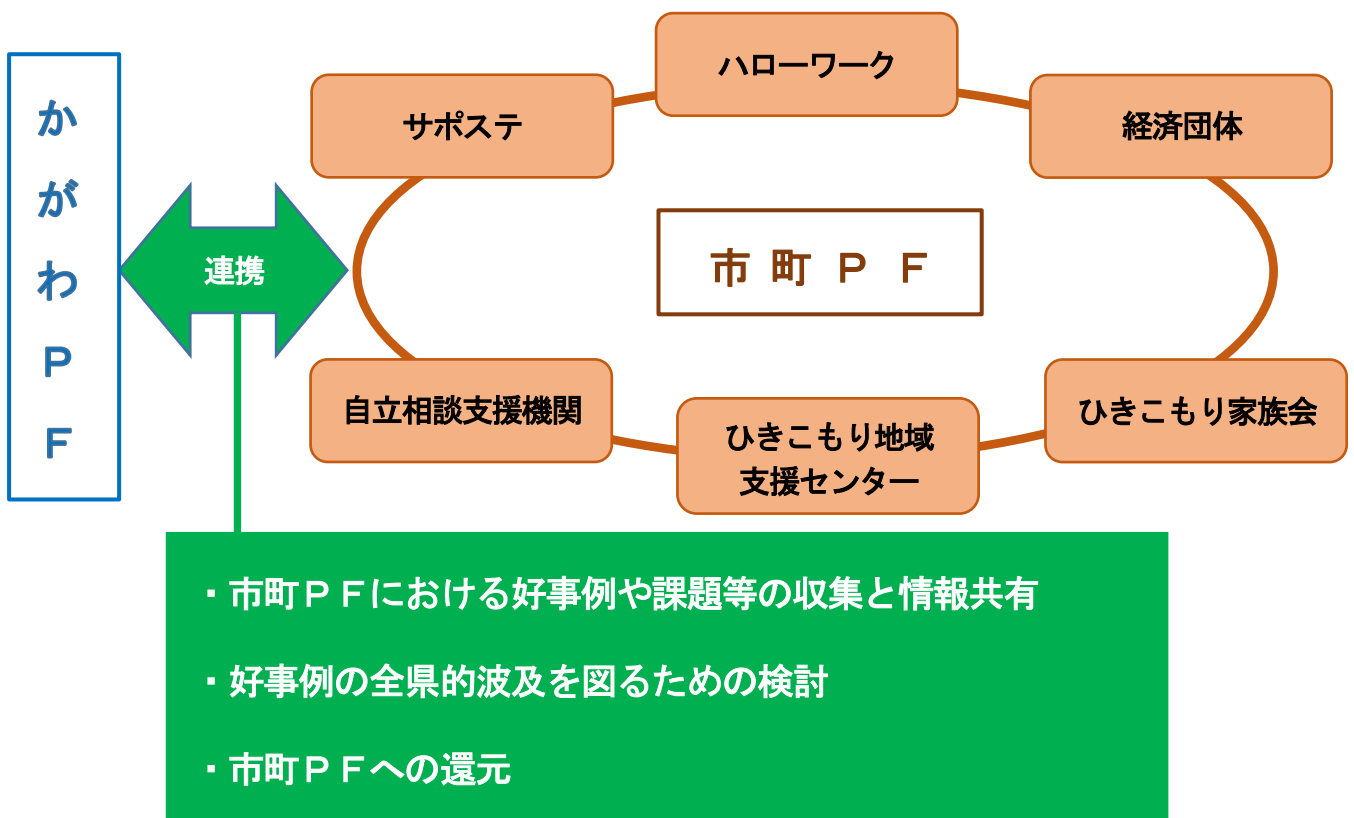 かがわＰＦ
ハローワーク
サポステ
経済団体
連携
市町ＰＦ
自立相談支援機関
ひきこもり地域
支援センター
ひきこもり家族会
・市町ＰＦにおける好事例や課題等の収集と情報共有
・好事例の全県的波及を図るための検討
・市町ＰＦへの還元